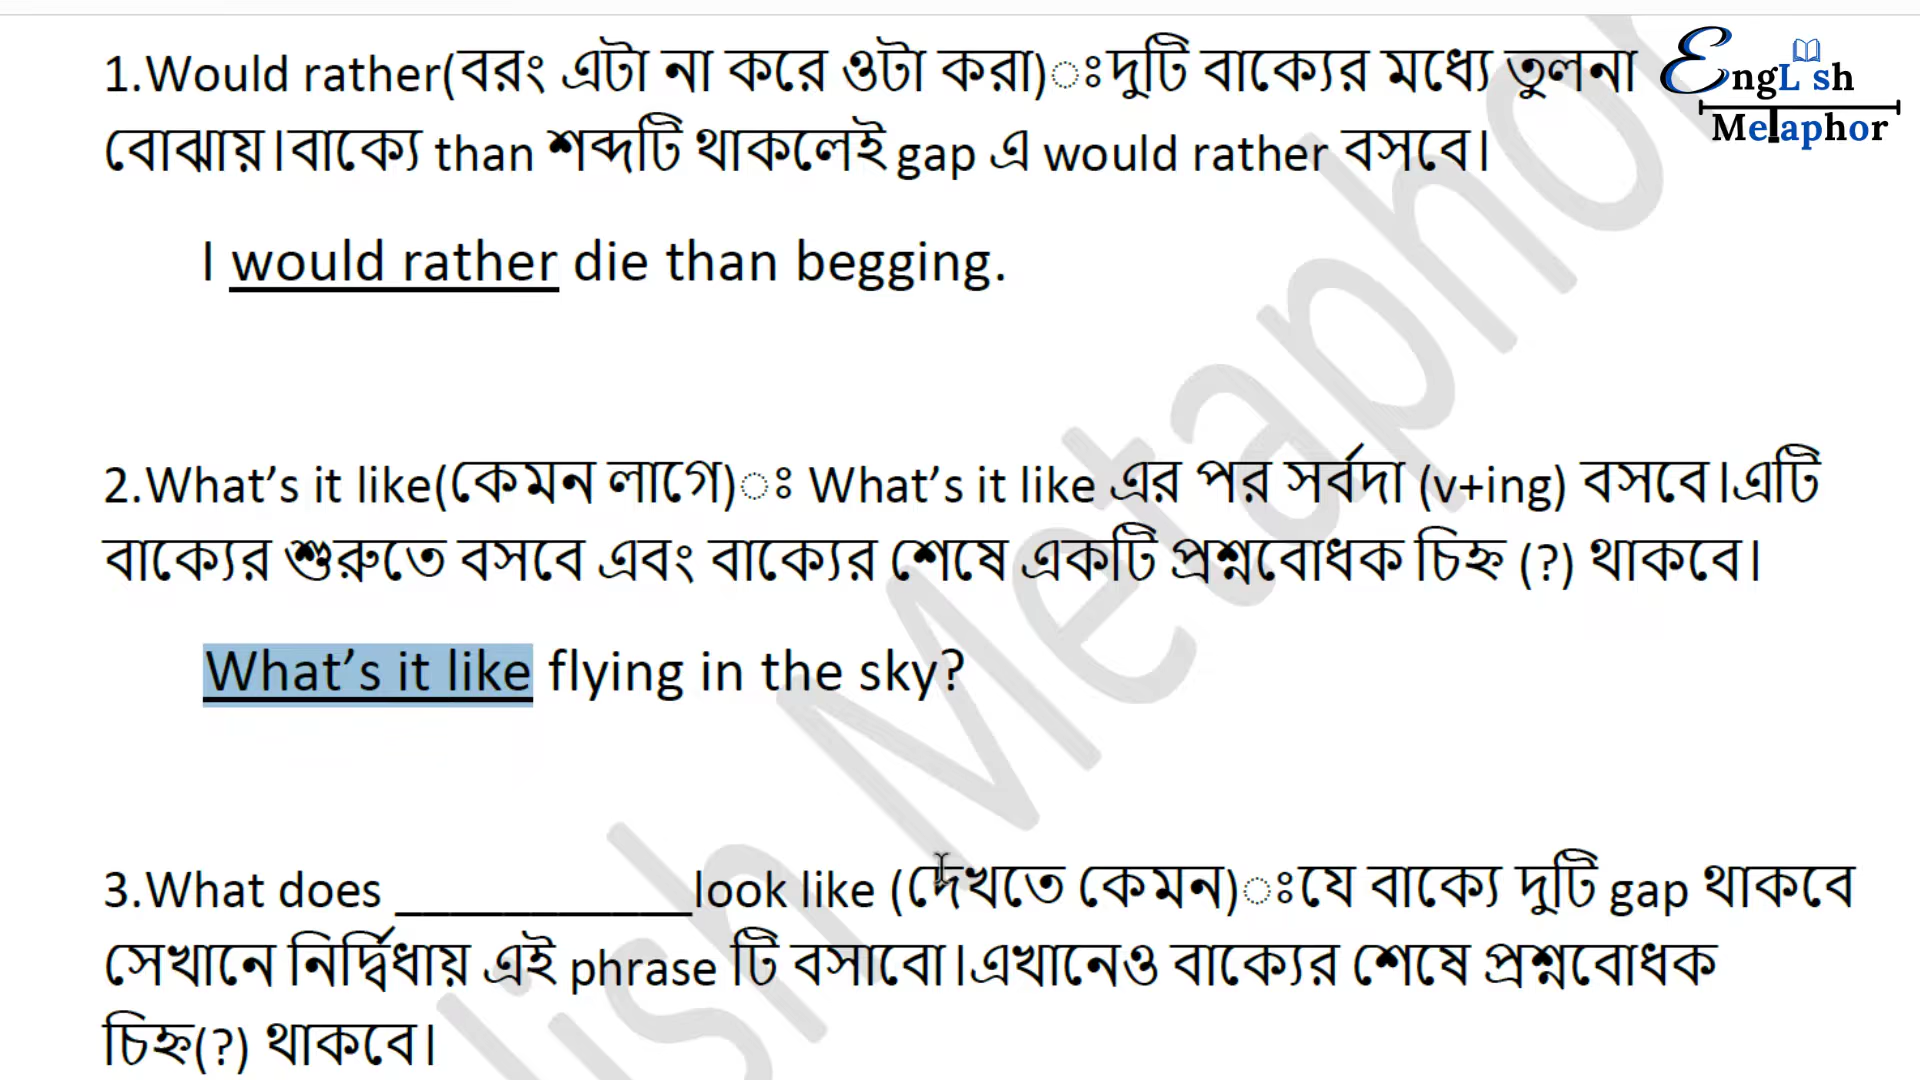 1.Would rather(বরং এটা না করে ওটা করা)ঃদুটি বাক্যের মধ্যে তুলনা
বোঝায়।বাক্যে than শব্দটি থাকলেই gap এ would rather বসবে।
EngLish
Metaphor
I would rather die than begging.
2.What’s it like(কেমন লাগে)ঃ What’s it like এর পর সর্বদা (v+ing) বসবে।এটি
বাক্যের শুরুতে বসবে এবং বাক্যের শেষে একটি প্রশ্নবোধক চিহ্ন (?) থাকবে।
What’s it like flying in the sky?
3.What does ___________look like (দেখতে কেমন)ঃযে বাক্যে দুটি gap থাকবে
সেখানে নির্দ্বিধায় এই phrase টি বসাবো।এখানেও বাক্যের শেষে প্রশ্নবোধক
চিহ্ন(?) থাকবে।
lish Metaphor